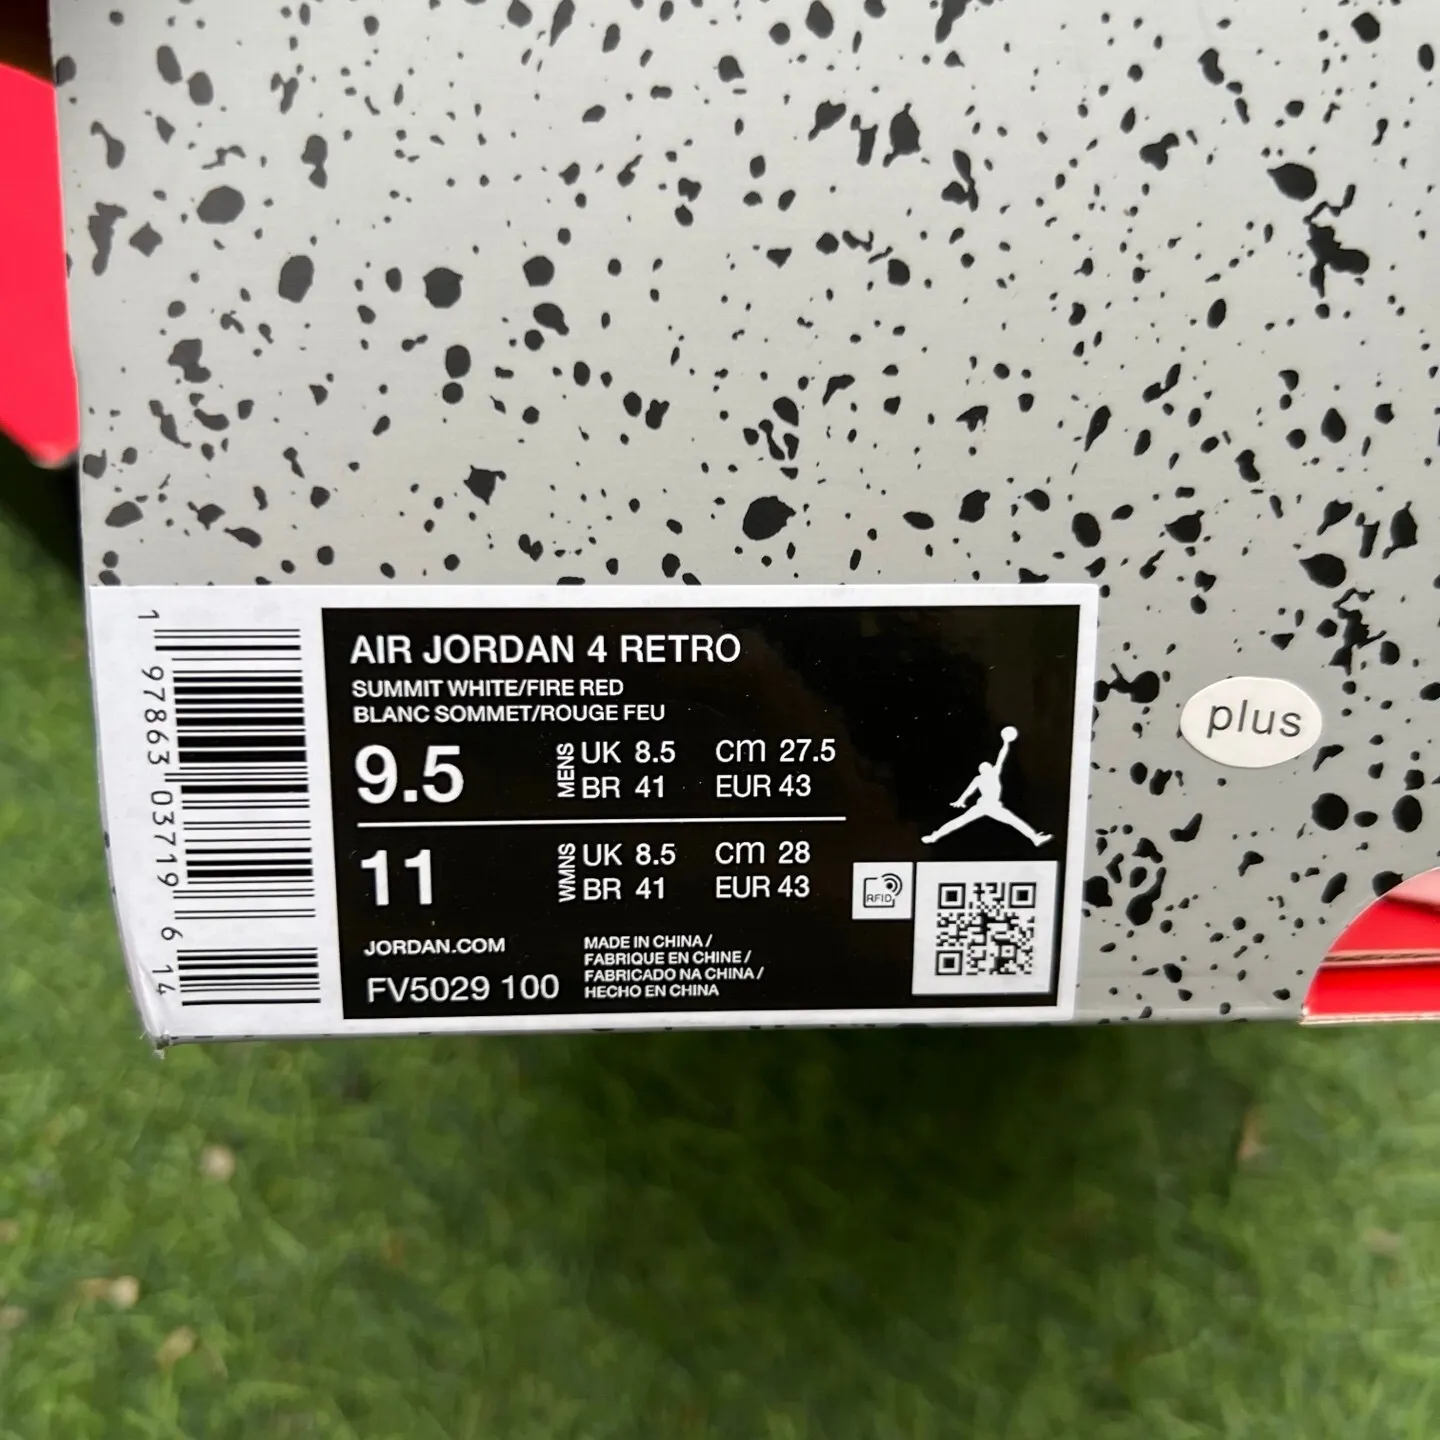 AIR JORDAN 4 RETRO
SUMMIT WHITE/FIRE RED
BLANC SOMMET/ROUGE FEU
9.5 MENS UK 8.5 cm 27.5
BR 41 EUR 43
11 WMNS UK 8.5 cm 28
BR 41 EUR 43
JORDAN.COM
FV5029 100
MADE IN CHINA /
FABRIQUE EN CHINE /
FABRICADO NA CHINA /
HECHO EN CHINA
RFID
1 97863 03719 6 14
plus